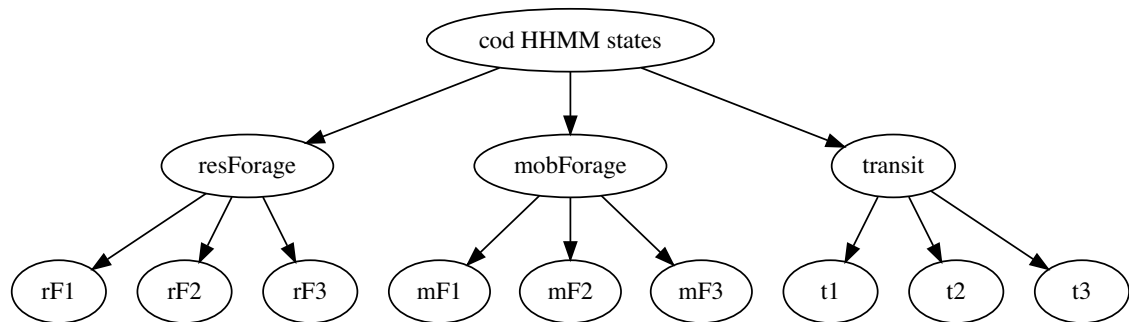 cod HHMM states
resForage
mobForage
transit
rF1
rF2
rF3
mF1
mF2
mF3
t1
t2
t3